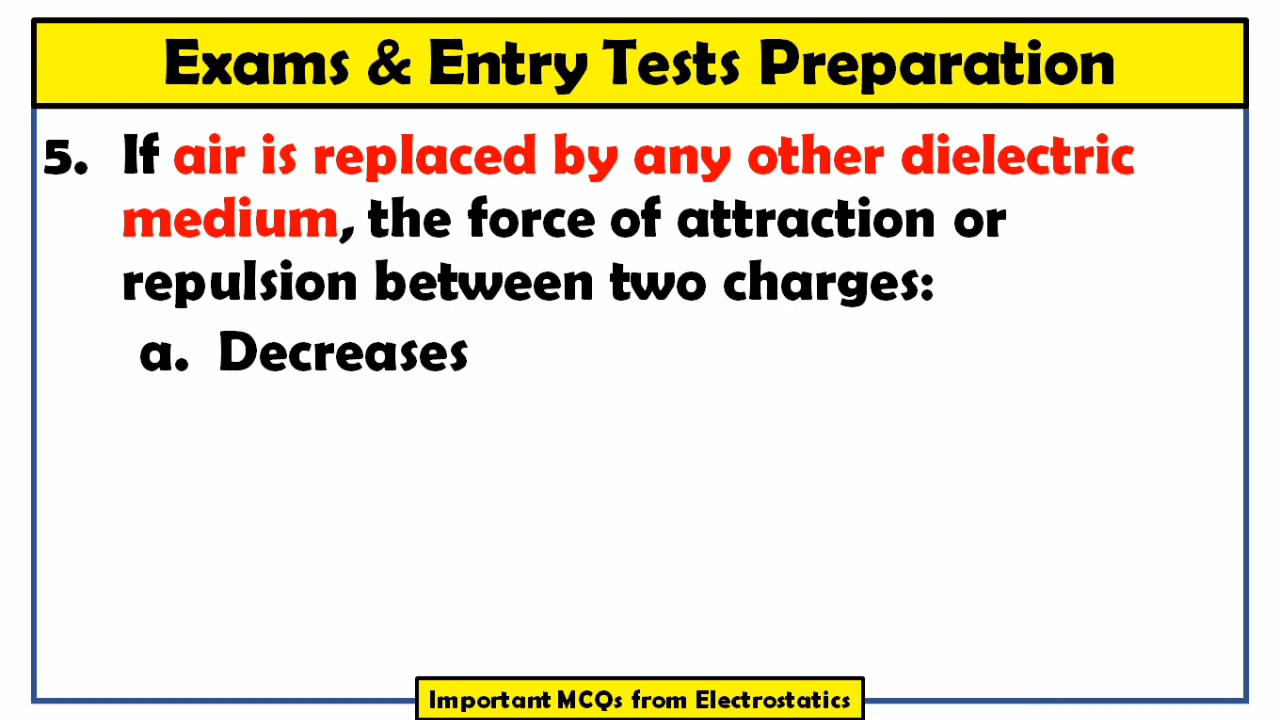 Exams & Entry Tests Preparation
5. If air is replaced by any other dielectric
medium, the force of attraction or
repulsion between two charges:
a. Decreases
Important MCQs from Electrostatics